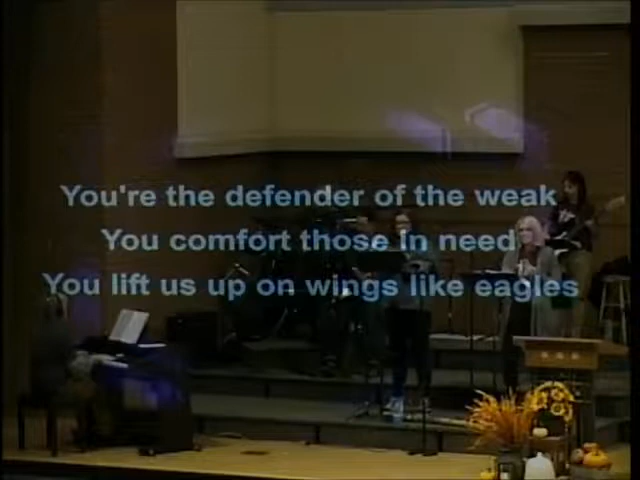 You're the defender of the weak
You comfort those in need
You lift us up on wings like eagles